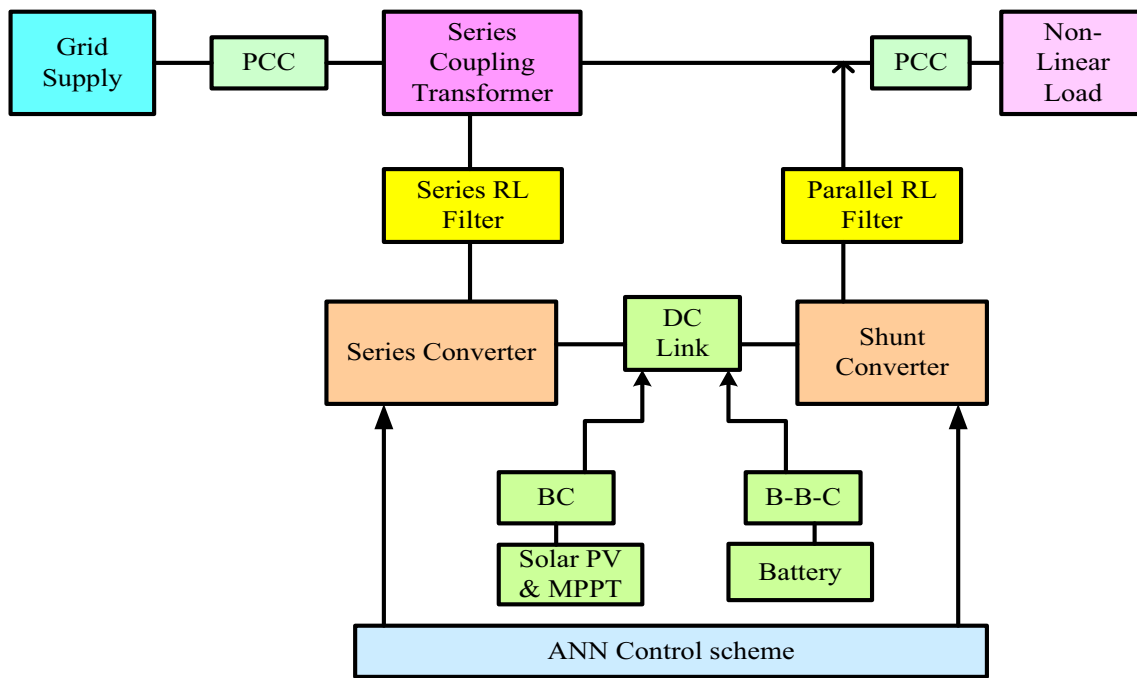 Grid
Supply
PCC
Series
Coupling
Transformer
PCC
Non-
Linear
Load
Series RL
Filter
Parallel RL
Filter
Series Converter
DC
Link
Shunt
Converter
BC
B-B-C
Solar PV
& MPPT
Battery
ANN Control scheme